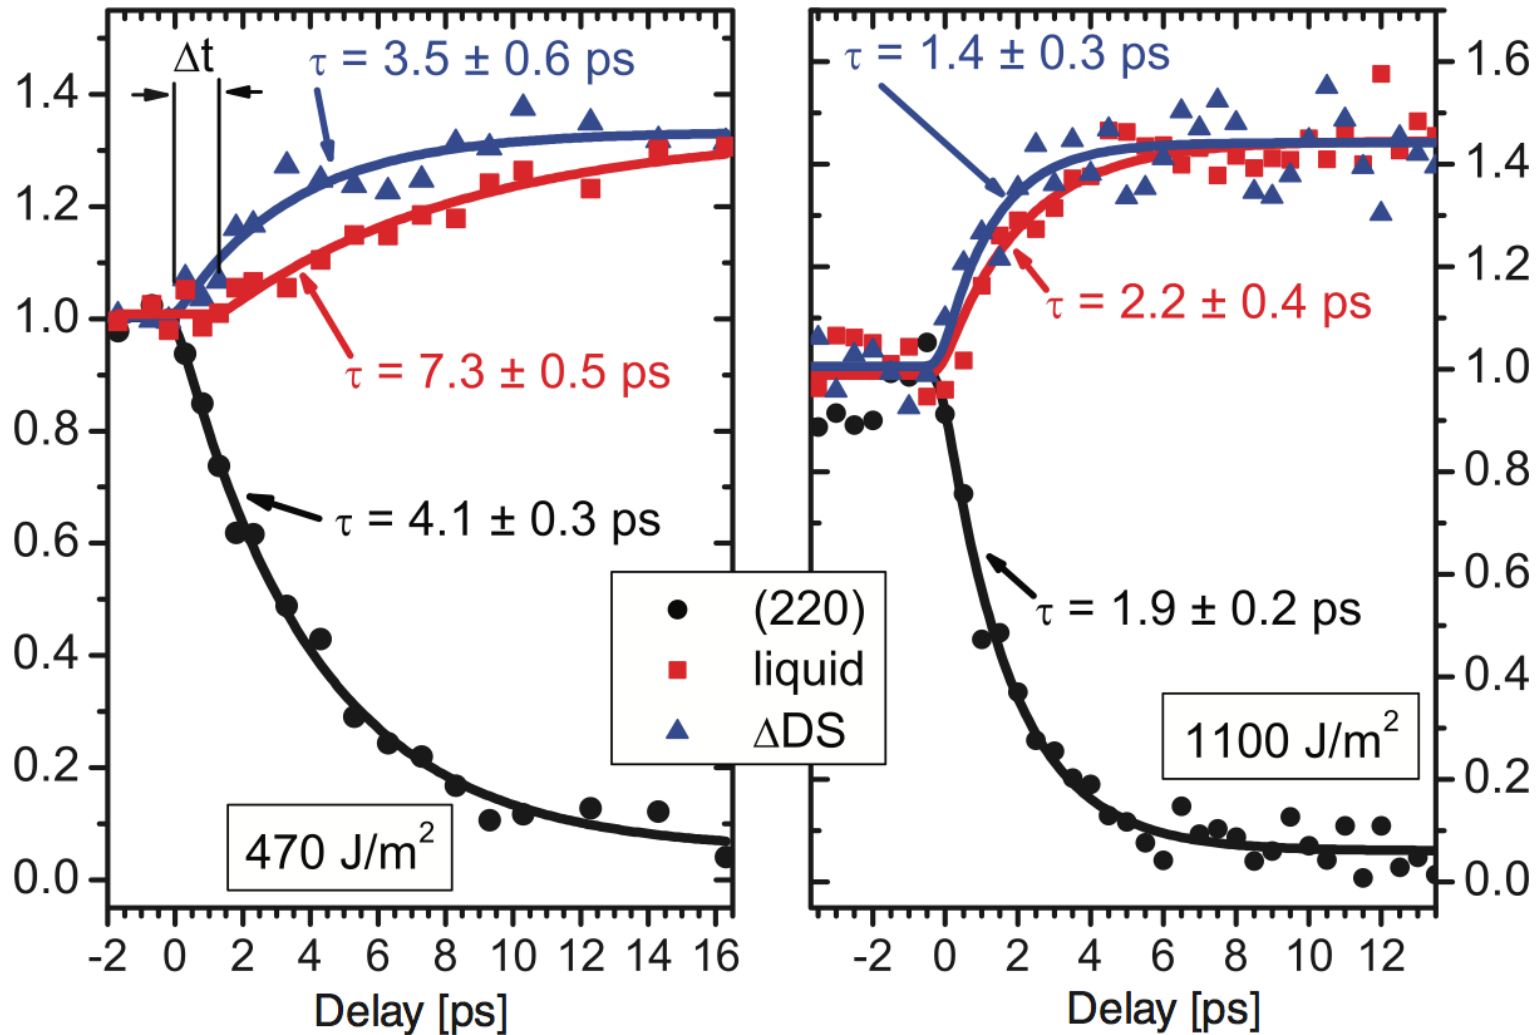 Δt
τ = 3.5 ± 0.6 ps
τ = 7.3 ± 0.5 ps
τ = 4.1 ± 0.3 ps
470 J/m²
1.4
1.2
1.0
0.8
0.6
0.4
0.2
0.0
-2 0 2 4 6 8 10 12 14 16
Delay [ps]
(220)
liquid
ΔDS
τ = 1.4 ± 0.3 ps
τ = 2.2 ± 0.4 ps
τ = 1.9 ± 0.2 ps
1100 J/m²
1.6
1.4
1.2
1.0
0.8
0.6
0.4
0.2
0.0
-2 0 2 4 6 8 10 12
Delay [ps]